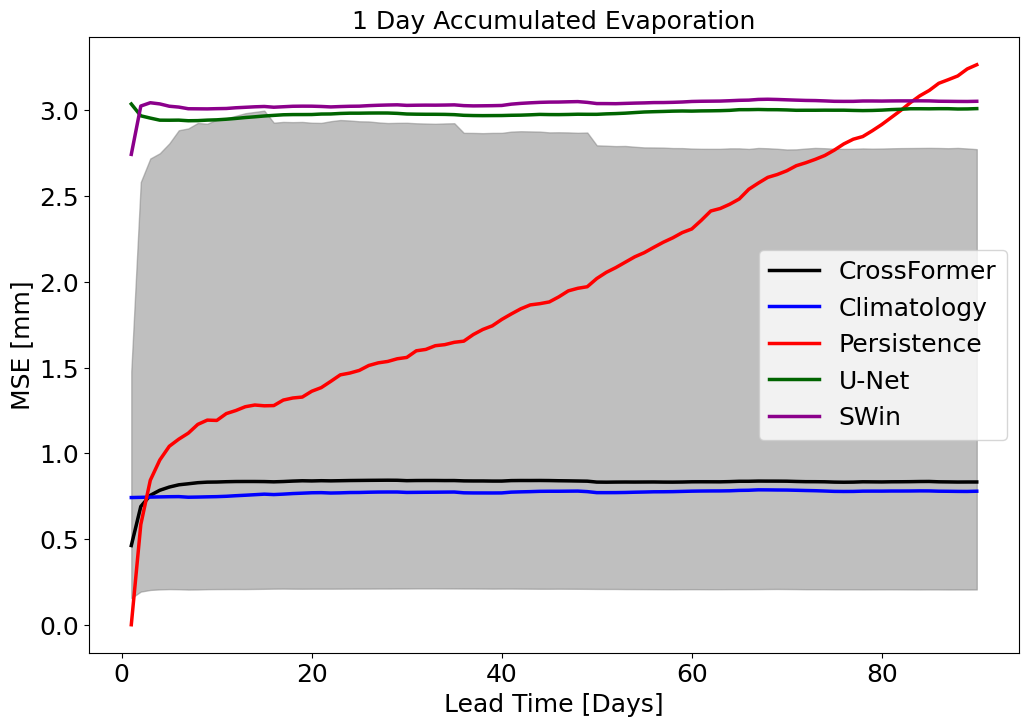 1 Day Accumulated Evaporation
MSE [mm]
3.0
2.5
2.0
1.5
1.0
0.5
0.0
CrossFormer
Climatology
Persistence
U-Net
SWin
0 20 40 60 80
Lead Time [Days]